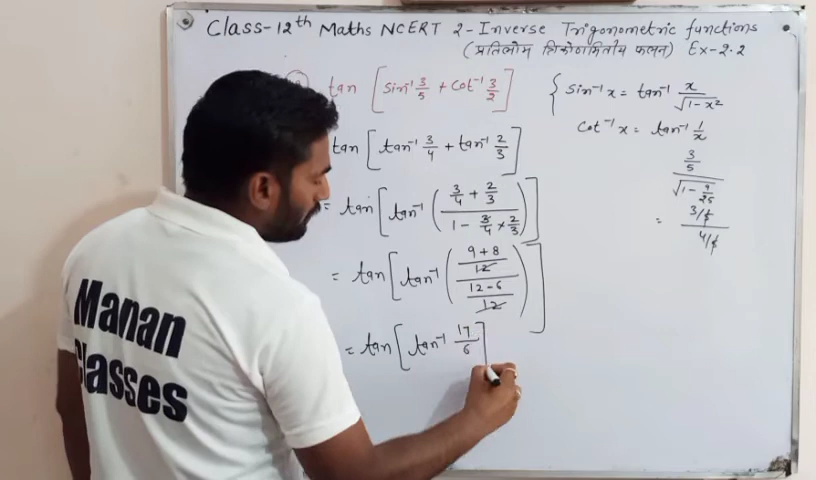 Class-12th Maths NCERT 2-Inverse Trigonometric functions
(प्रतिलोम त्रिकोणमितीय फलन) Ex-2.2
tan [sin⁻¹ 3/5 + cot⁻¹ 3/2]
tan [tan⁻¹ 3/4 + tan⁻¹ 2/3]
= tan [tan⁻¹ ((3/4 + 2/3)/(1 - 3/4 × 2/3))]
= tan [tan⁻¹ (((9+8)/12)/((12-6)/12))]
= tan [tan⁻¹ 17/6]
{ sin⁻¹ x = tan⁻¹ x/√(1-x²)
cot⁻¹ x = tan⁻¹ 1/x
(3/5)/√(1 - 9/25)
= (3/5)/(4/5)
Manan
Classes